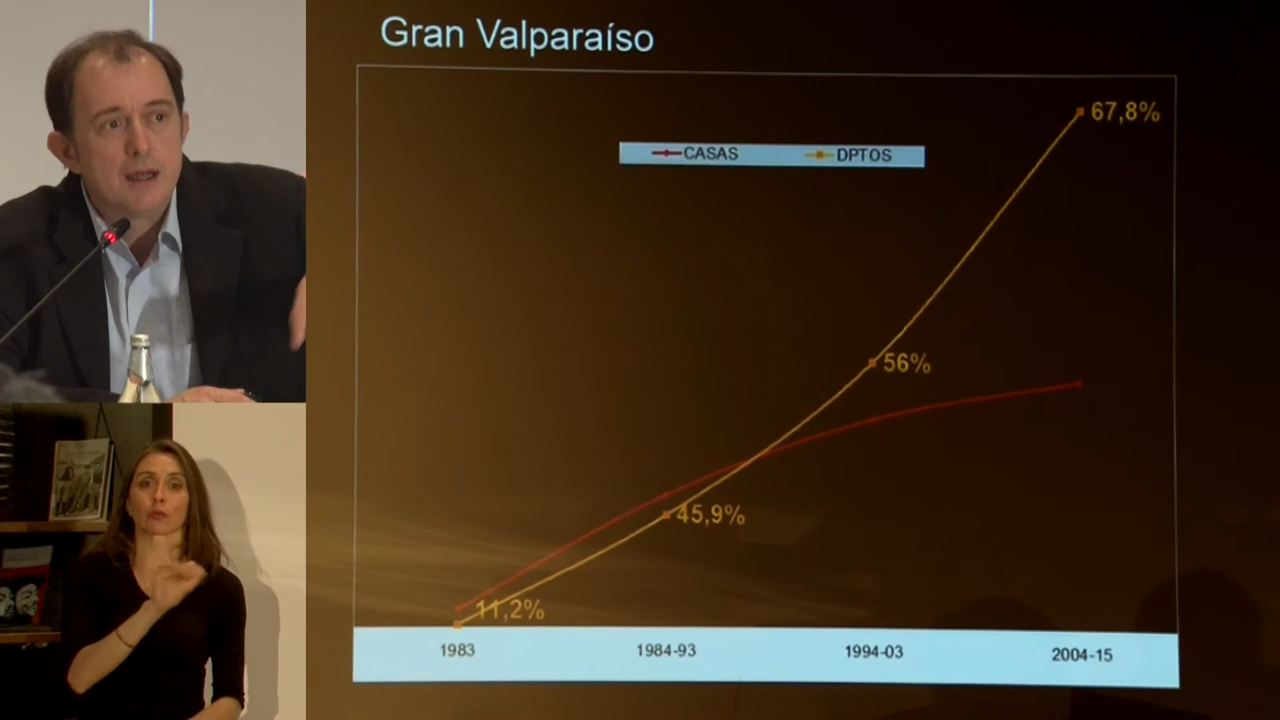 Gran Valparaíso
CASAS DPTOS
67,8%
56%
45,9%
11,2%
1983 1984-93 1994-03 2004-15